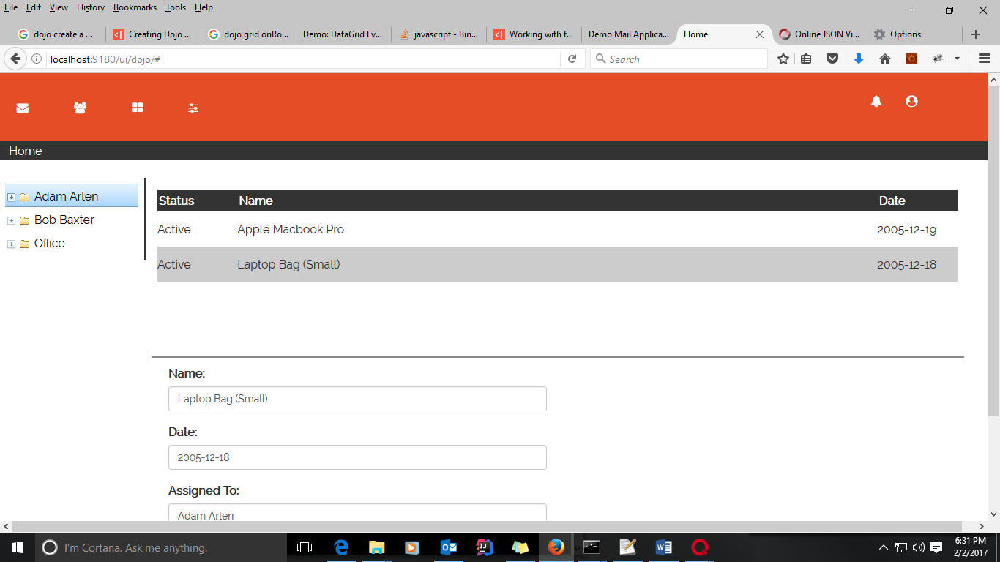 File Edit View History Bookmarks Tools Help
dojo create a ... Creating Dojo ... dojo grid onRo... Demo: DataGrid Ev... javascript - Bin... Working with t... Demo Mail Applica... Home Online JSON Vi... Options
localhost:9180/ui/dojo/# Search
Home
Adam Arlen
Bob Baxter
Office
Status Name Date
Active Apple Macbook Pro 2005-12-19
Active Laptop Bag (Small) 2005-12-18
Name:
Laptop Bag (Small)
Date:
2005-12-18
Assigned To:
Adam Arlen
I'm Cortana. Ask me anything.
6:31 PM
2/2/2017